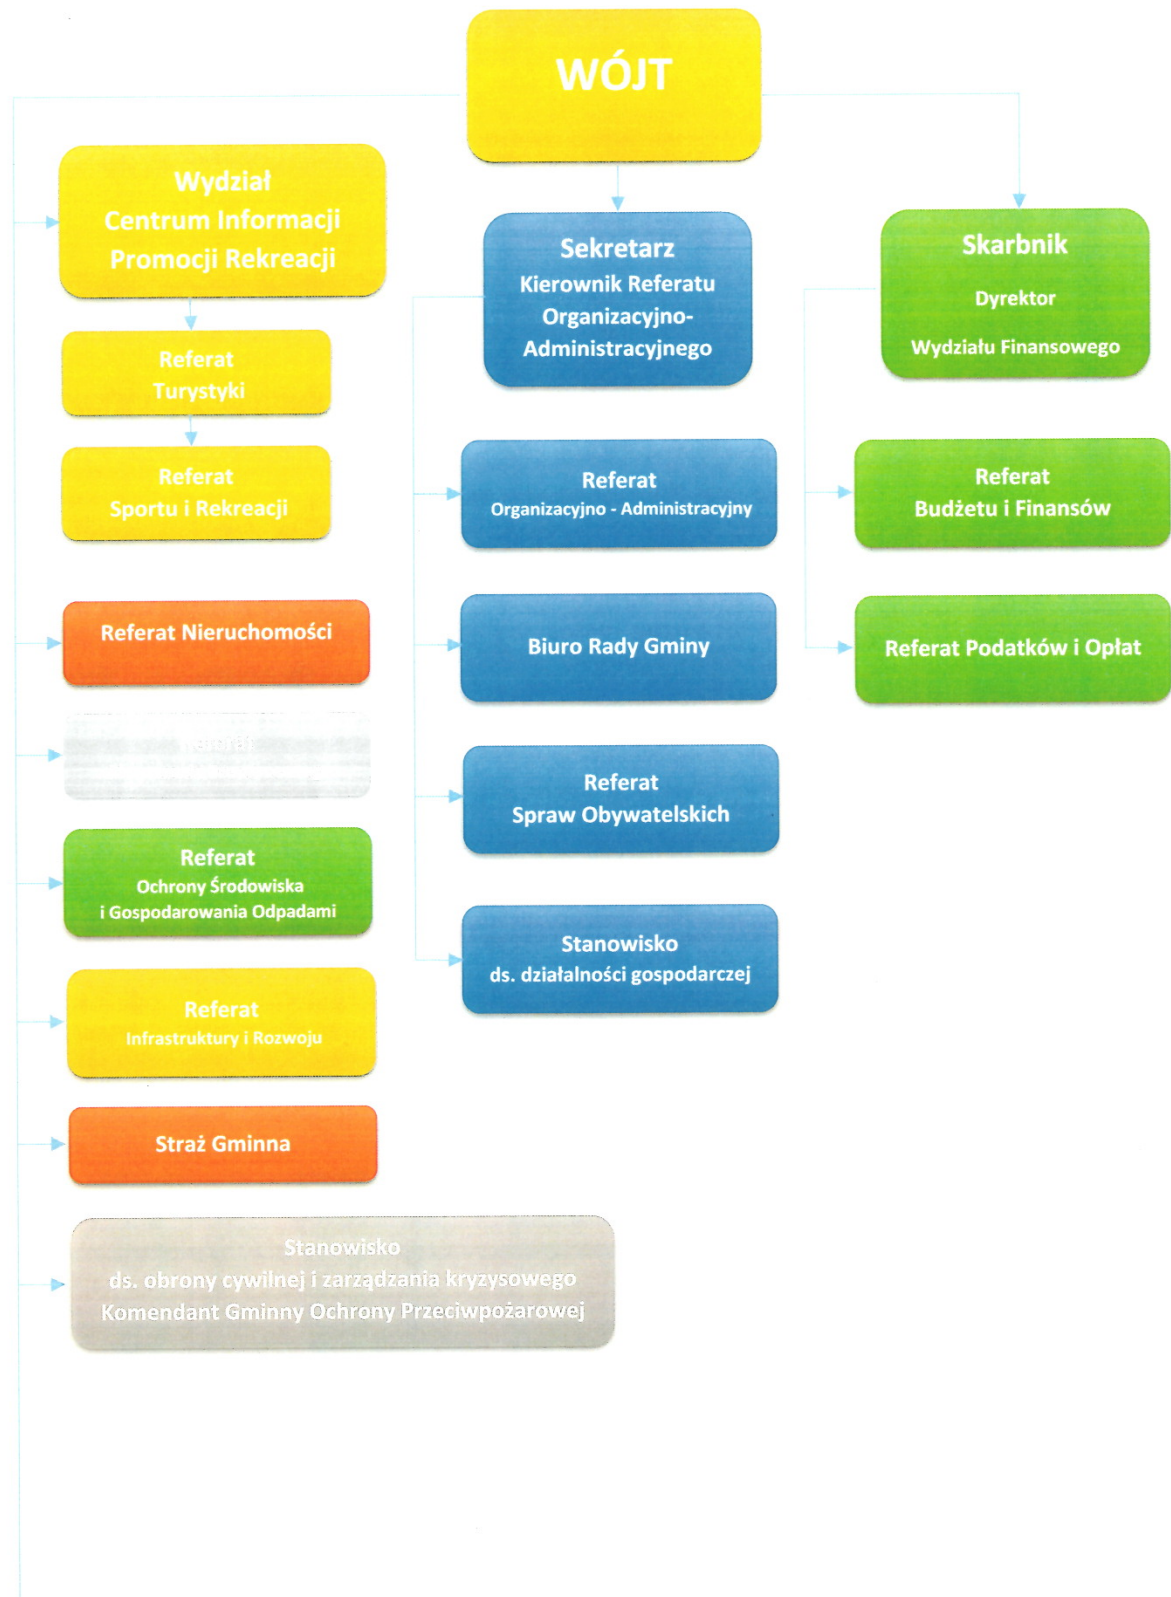 WÓJT
Wydział
Centrum Informacji
Promocji Rekreacji
Referat
Turystyki
Referat
Sportu i Rekreacji
Referat Nieruchomości
Referat
Ochrony Środowiska
i Gospodarowania Odpadami
Referat
Infrastruktury i Rozwoju
Straż Gminna
Stanowisko
ds. obrony cywilnej i zarządzania kryzysowego
Komendant Gminny Ochrony Przeciwpożarowej
Sekretarz
Kierownik Referatu
Organizacyjno-
Administracyjnego
Referat
Organizacyjno - Administracyjny
Biuro Rady Gminy
Referat
Spraw Obywatelskich
Stanowisko
ds. działalności gospodarczej
Skarbnik
Dyrektor
Wydziału Finansowego
Referat
Budżetu i Finansów
Referat Podatków i Opłat